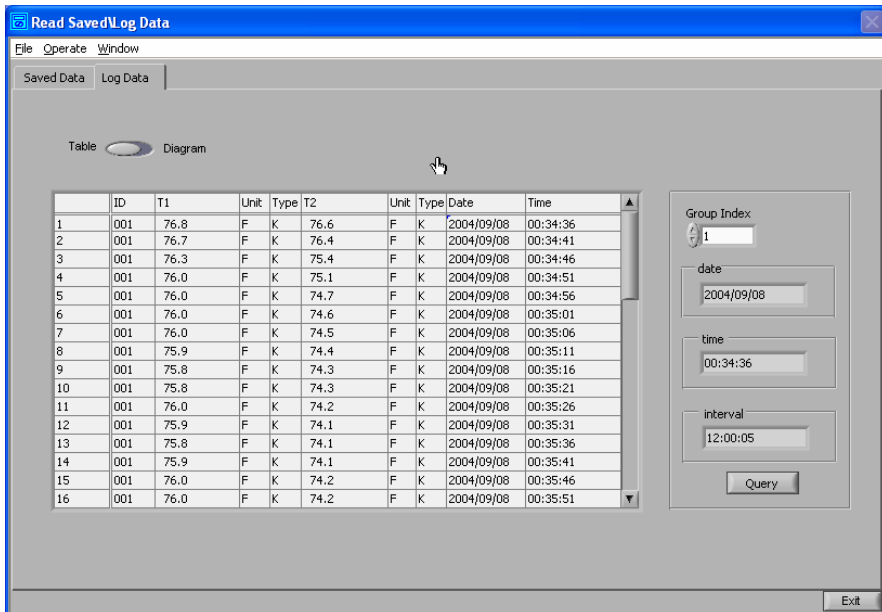 Read Saved\Log Data
File Operate Window
Saved Data Log Data
Table Diagram
ID T1 Unit Type T2 Unit Type Date Time
1 001 76.8 F K 76.6 F K 2004/09/08 00:34:36
2 001 76.7 F K 76.4 F K 2004/09/08 00:34:41
3 001 76.3 F K 75.4 F K 2004/09/08 00:34:46
4 001 76.0 F K 75.1 F K 2004/09/08 00:34:51
5 001 76.0 F K 74.7 F K 2004/09/08 00:34:56
6 001 76.0 F K 74.6 F K 2004/09/08 00:35:01
7 001 76.0 F K 74.5 F K 2004/09/08 00:35:06
8 001 75.9 F K 74.4 F K 2004/09/08 00:35:11
9 001 75.8 F K 74.3 F K 2004/09/08 00:35:16
10 001 75.8 F K 74.3 F K 2004/09/08 00:35:21
11 001 76.0 F K 74.2 F K 2004/09/08 00:35:26
12 001 75.9 F K 74.1 F K 2004/09/08 00:35:31
13 001 75.8 F K 74.1 F K 2004/09/08 00:35:36
14 001 75.9 F K 74.1 F K 2004/09/08 00:35:41
15 001 76.0 F K 74.2 F K 2004/09/08 00:35:46
16 001 76.0 F K 74.2 F K 2004/09/08 00:35:51
Group Index
1
date
2004/09/08
time
00:34:36
interval
12:00:05
Query
Exit